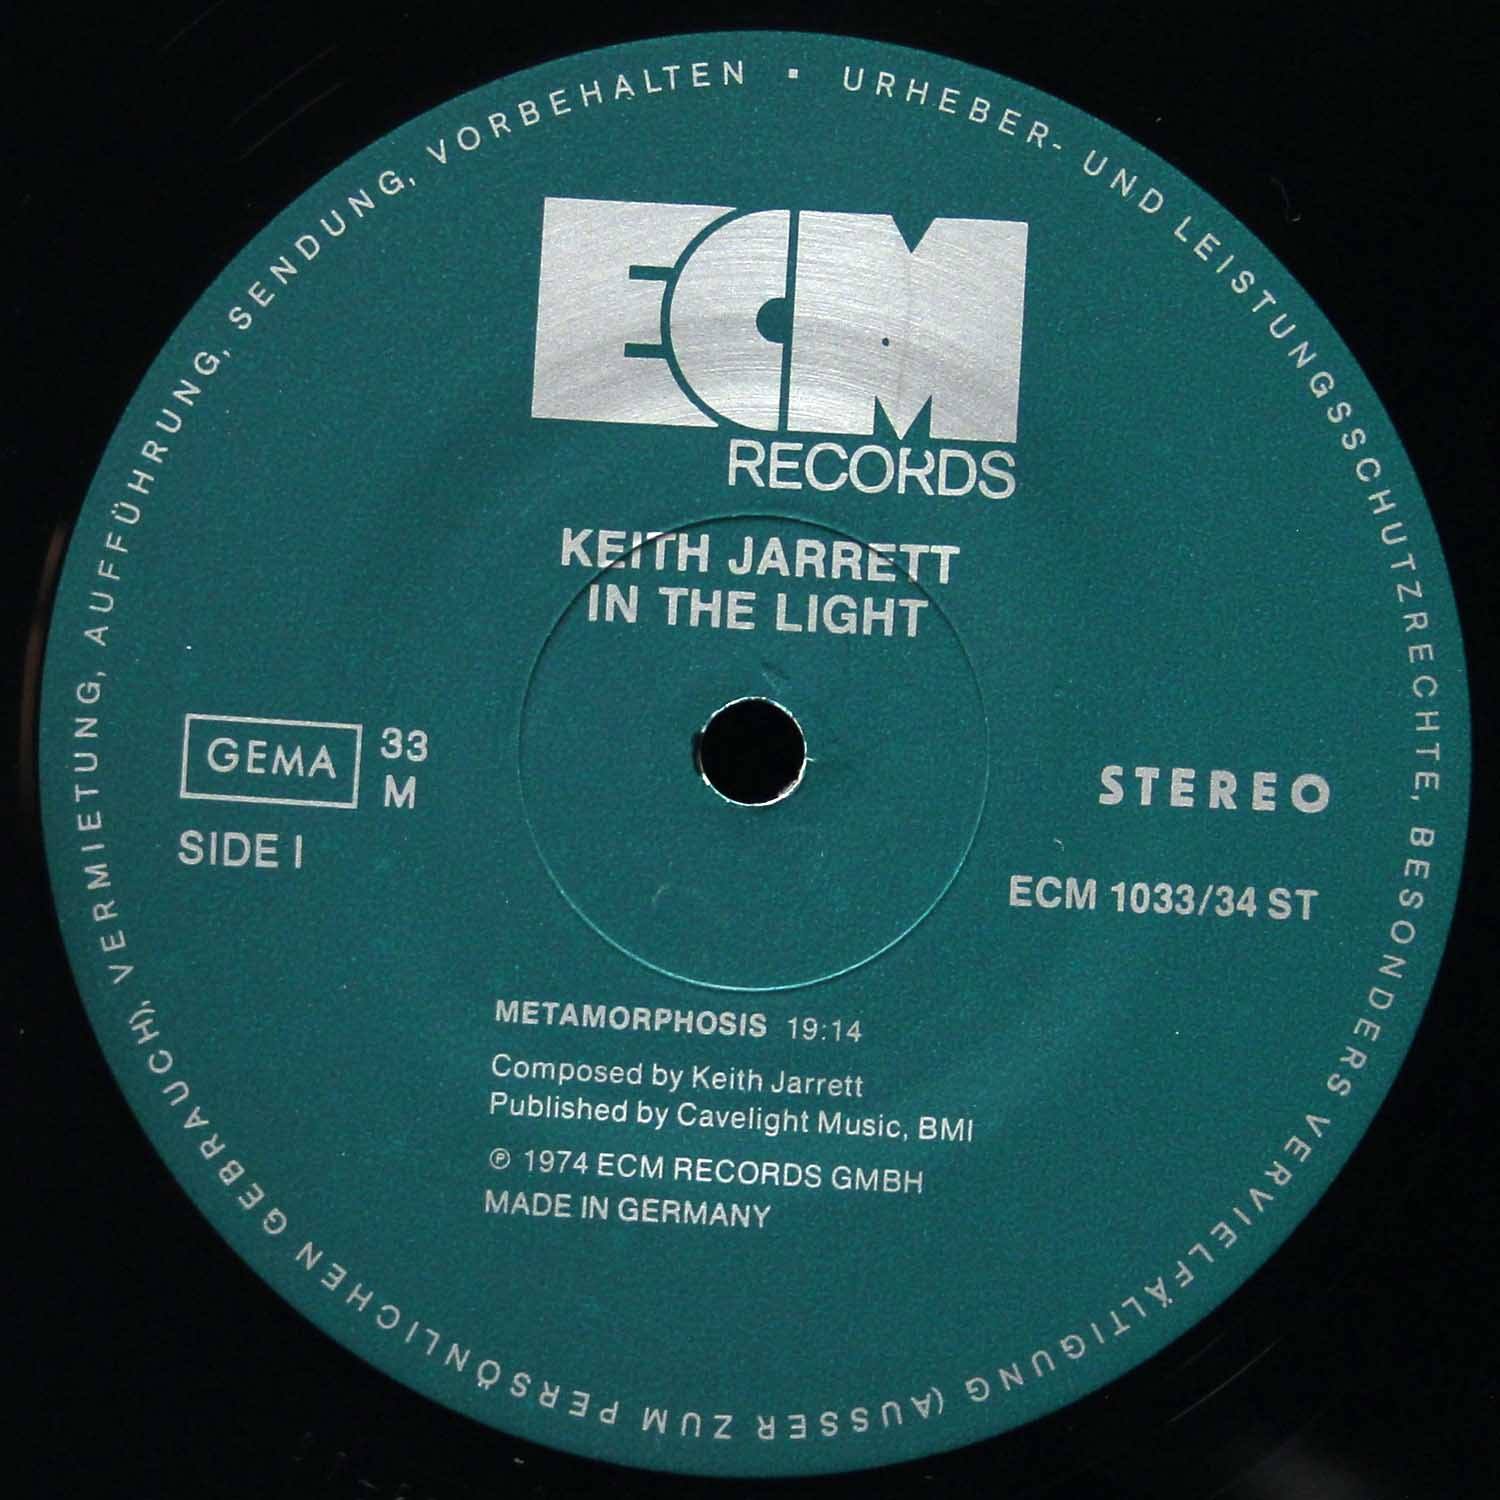 URHEBER- UND LEISTUNGSSCHUTZRECHTE, BESONDERS VERVIELFÄLTIGUNG (AUSSER ZUM PERSÖNLICHEN GEBRAUCH), VERMIETUNG, AUFFÜHRUNG, SENDUNG, VORBEHALTEN •
ECM
RECORDS
KEITH JARRETT
IN THE LIGHT
GEMA
33
M
SIDE I
STEREO
ECM 1033/34 ST
METAMORPHOSIS 19:14
Composed by Keith Jarrett
Published by Cavelight Music, BMI
℗ 1974 ECM RECORDS GMBH
MADE IN GERMANY